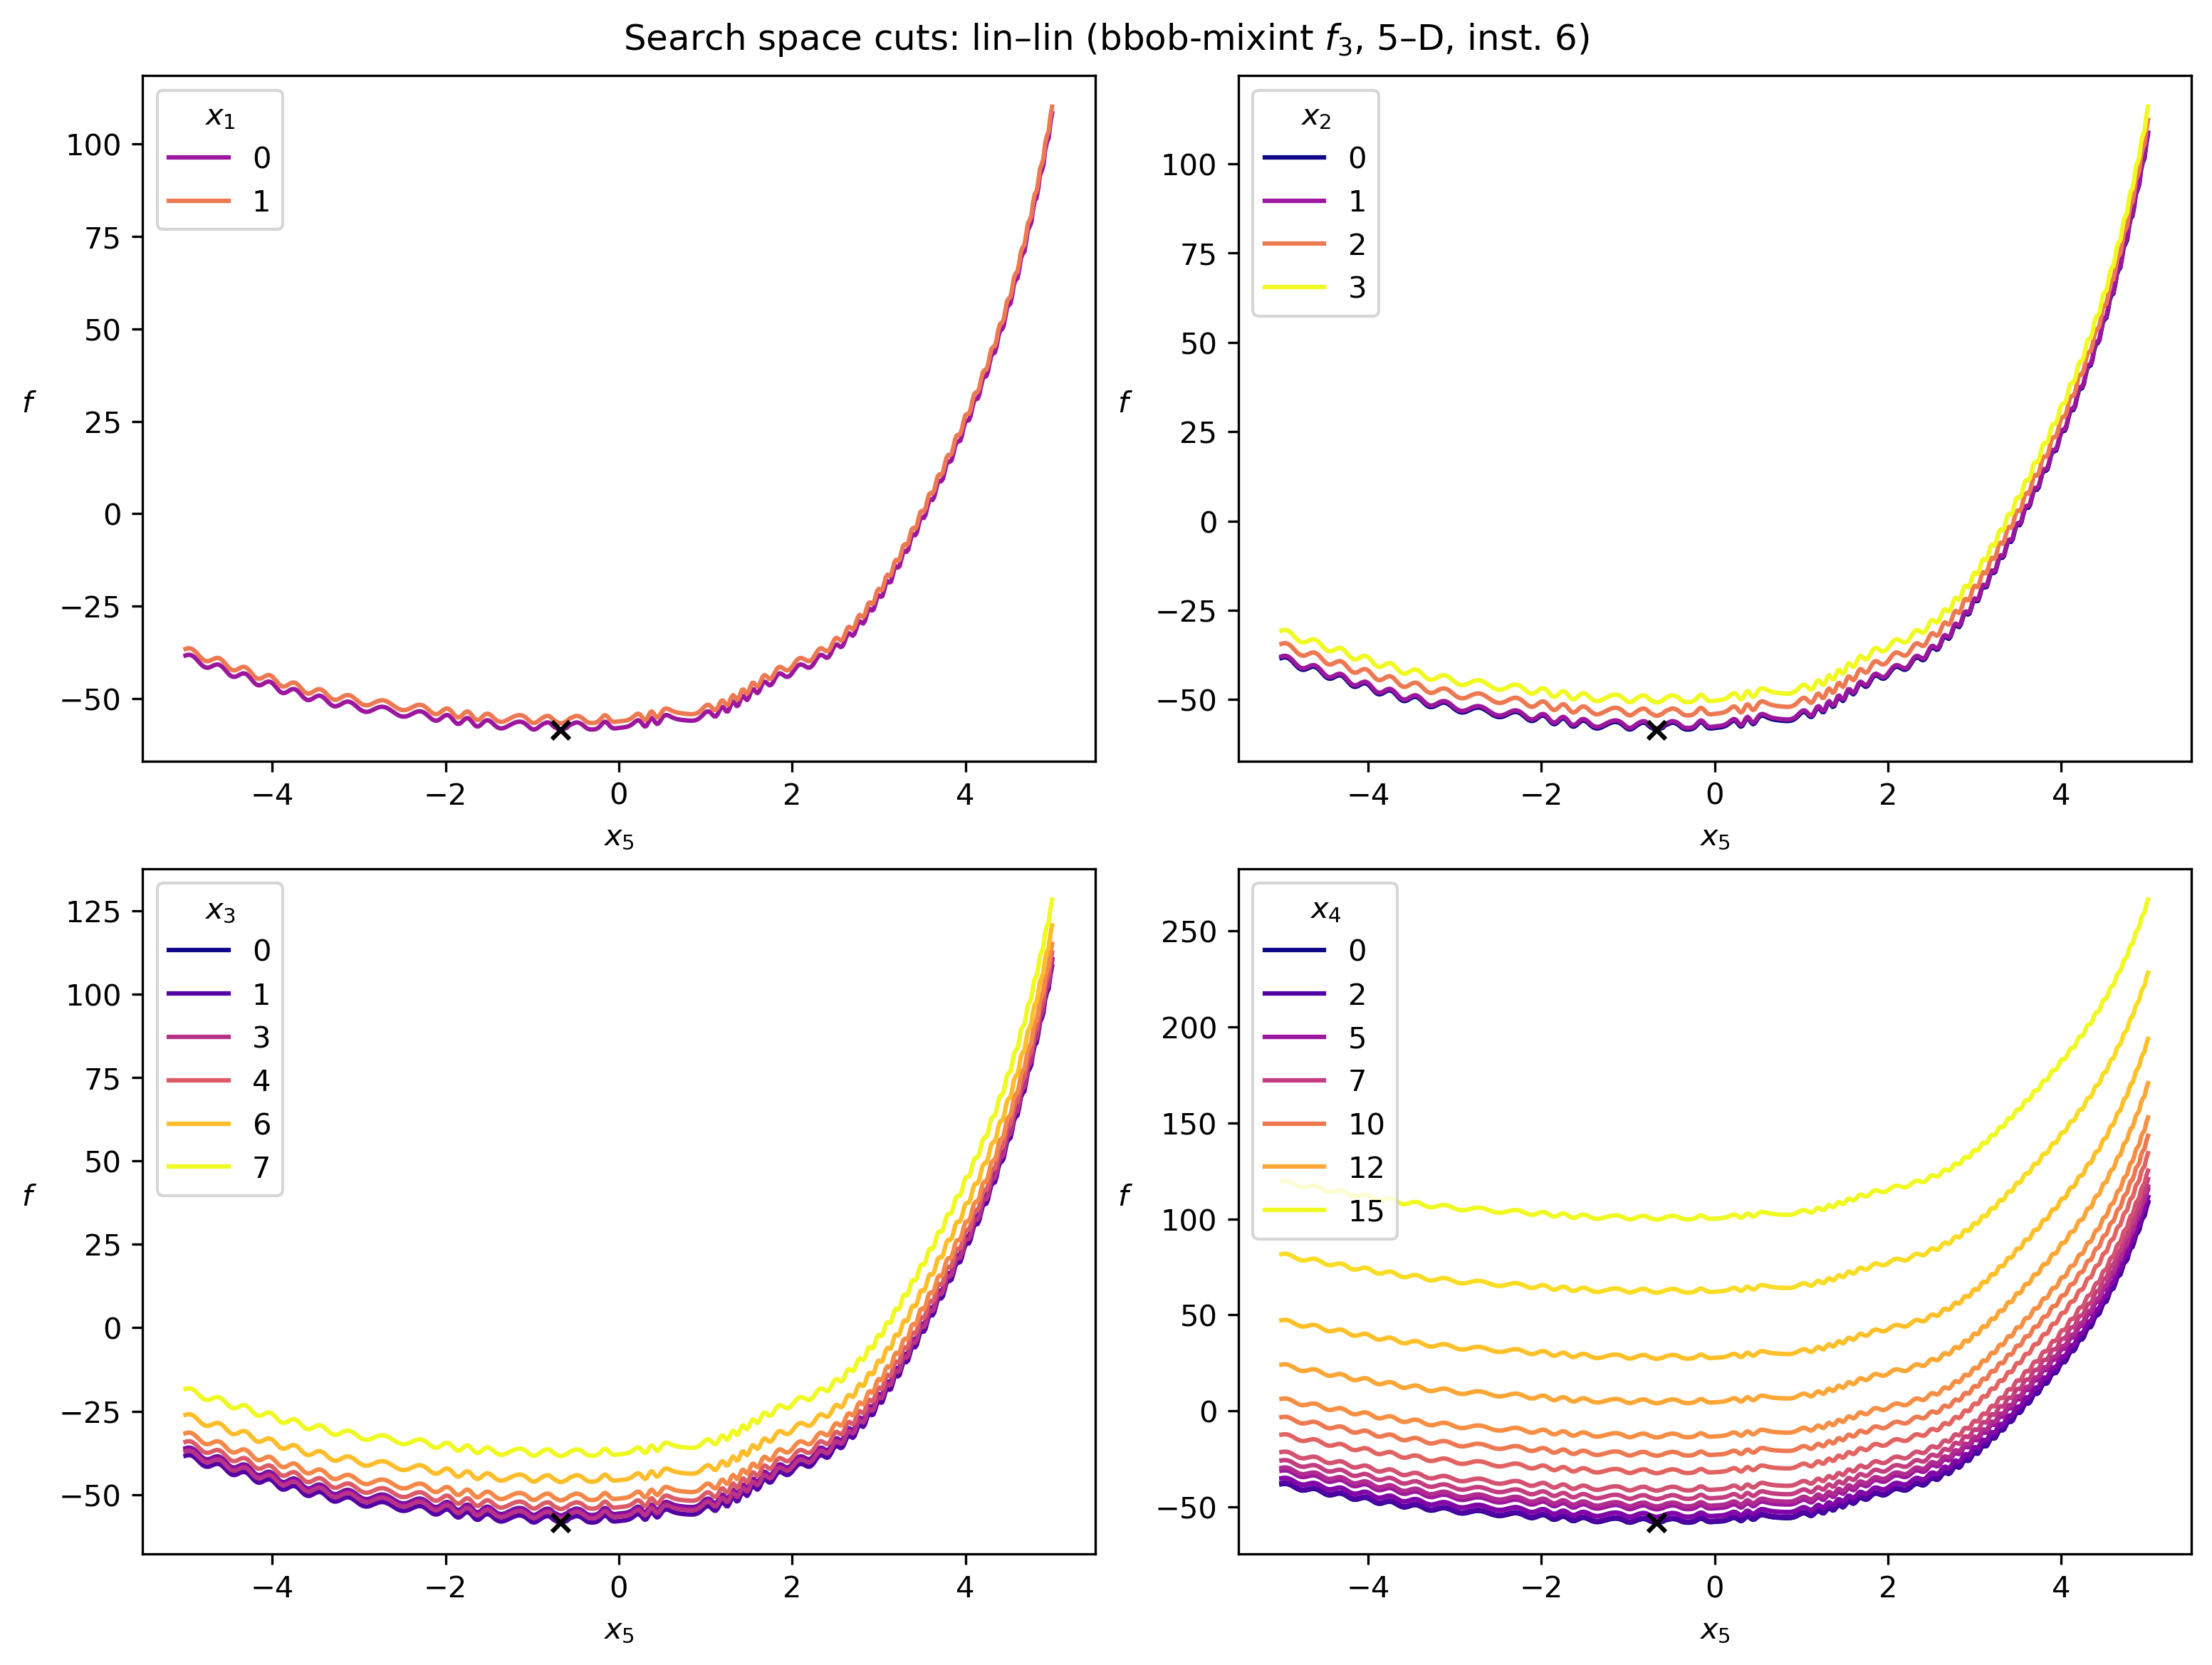 Search space cuts: lin–lin (bbob-mixint f3, 5–D, inst. 6)
x1
0
1
100
75
50
25
0
−25
−50
f
−4 −2 0 2 4
x5
x2
0
1
2
3
100
75
50
25
0
−25
−50
f
−4 −2 0 2 4
x5
x3
0
1
3
4
6
7
125
100
75
50
25
0
−25
−50
f
−4 −2 0 2 4
x5
x4
0
2
5
7
10
12
15
250
200
150
100
50
0
−50
f
−4 −2 0 2 4
x5